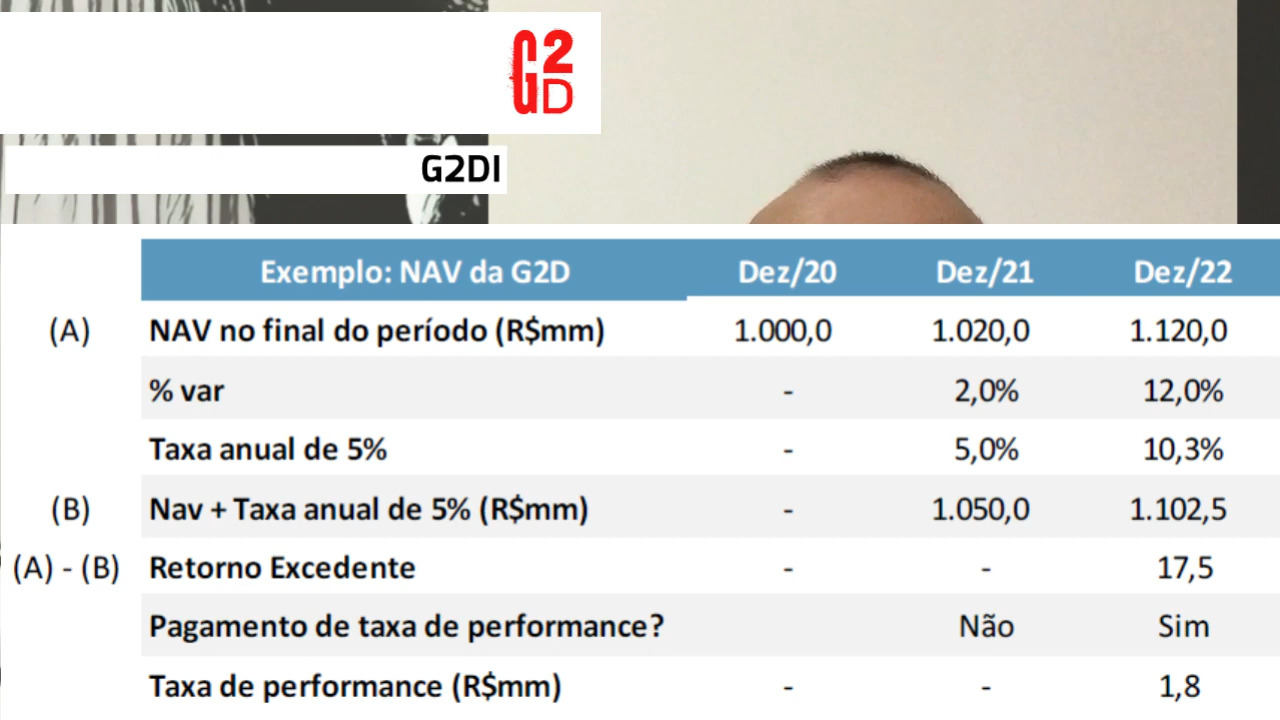 G2
D
G2DI
Exemplo: NAV da G2D Dez/20 Dez/21 Dez/22
(A) NAV no final do período (R$mm) 1.000,0 1.020,0 1.120,0
% var - 2,0% 12,0%
Taxa anual de 5% - 5,0% 10,3%
(B) Nav + Taxa anual de 5% (R$mm) - 1.050,0 1.102,5
(A) - (B) Retorno Excedente - - 17,5
Pagamento de taxa de performance? Não Sim
Taxa de performance (R$mm) - - 1,8